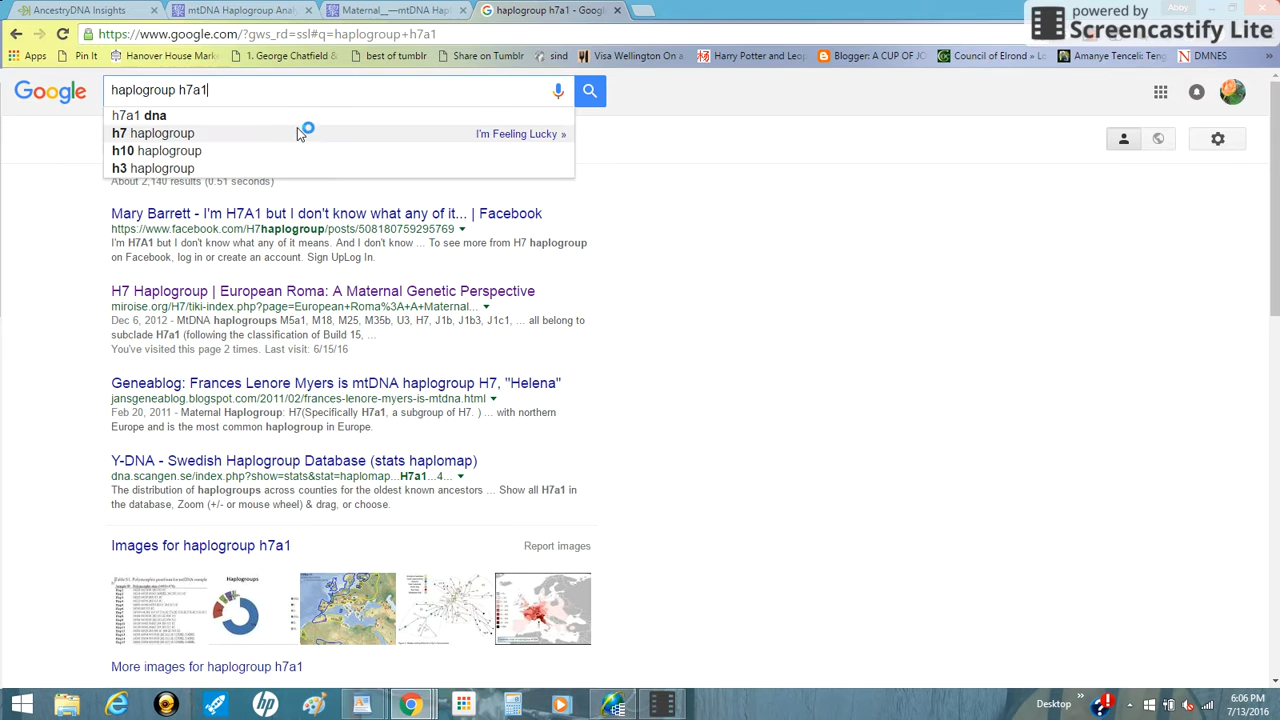 AncestryDNA Insights
mtDNA Haplogroup Analy
Maternal__—mtDNA Hapl
haplogroup h7a1 - Google
Abby
powered by
Screencastify Lite
https://www.google.com/?gws_rd=ssl#q=haplogroup+h7a1
Apps
Pin It
Hanover House Mark
1. George Chatfield
best of tumblr
Share on Tumblr
sind
Visa Wellington On
Harry Potter and Leop
Blogger: A CUP OF JO
Council of Elrond
Amanye Tenceli: Teng
DMNES
Google
haplogroup h7a1
h7a1 dna
h7 haplogroup
I'm Feeling Lucky »
h10 haplogroup
h3 haplogroup
About 2,140 results (0.51 seconds)
Mary Barrett - I'm H7A1 but I don't know what any of it... | Facebook
https://www.facebook.com/H7haplogroup/posts/508180759295769
I'm H7A1 but I don't know what any of it means. And I don't know ... To see more from H7 haplogroup
on Facebook, log in or create an account. Sign UpLog In.
H7 Haplogroup | European Roma: A Maternal Genetic Perspective
miroise.org/H7/tiki-index.php?page=European+Roma%3A+A+Maternal...
Dec 6, 2012 - MtDNA haplogroups M5a1, M18, M25, M35b, U3, H7, J1b, J1b3, J1c1, ... all belong to
subclade H7a1 (following the classification of Build 15, ...
You've visited this page 2 times. Last visit: 6/15/16
Geneablog: Frances Lenore Myers is mtDNA haplogroup H7, "Helena"
jansgeneablog.blogspot.com/2011/02/frances-lenore-myers-is-mtdna.html
Feb 20, 2011 - Maternal Haplogroup: H7(Specifically H7a1, a subgroup of H7. ) ... with northern
Europe and is the most common haplogroup in Europe.
Y-DNA - Swedish Haplogroup Database (stats haplomap)
dna.scangen.se/index.php?show=stats&stat=haplomap...H7a1...4...
The distribution of haplogroups across counties for the oldest known ancestors ... Show all H7a1 in
the database, Zoom (+/- or mouse wheel) & drag, or choose.
Images for haplogroup h7a1
Report images
Haplogroups
More images for haplogroup h7a1
Desktop
6:06 PM
7/13/2016